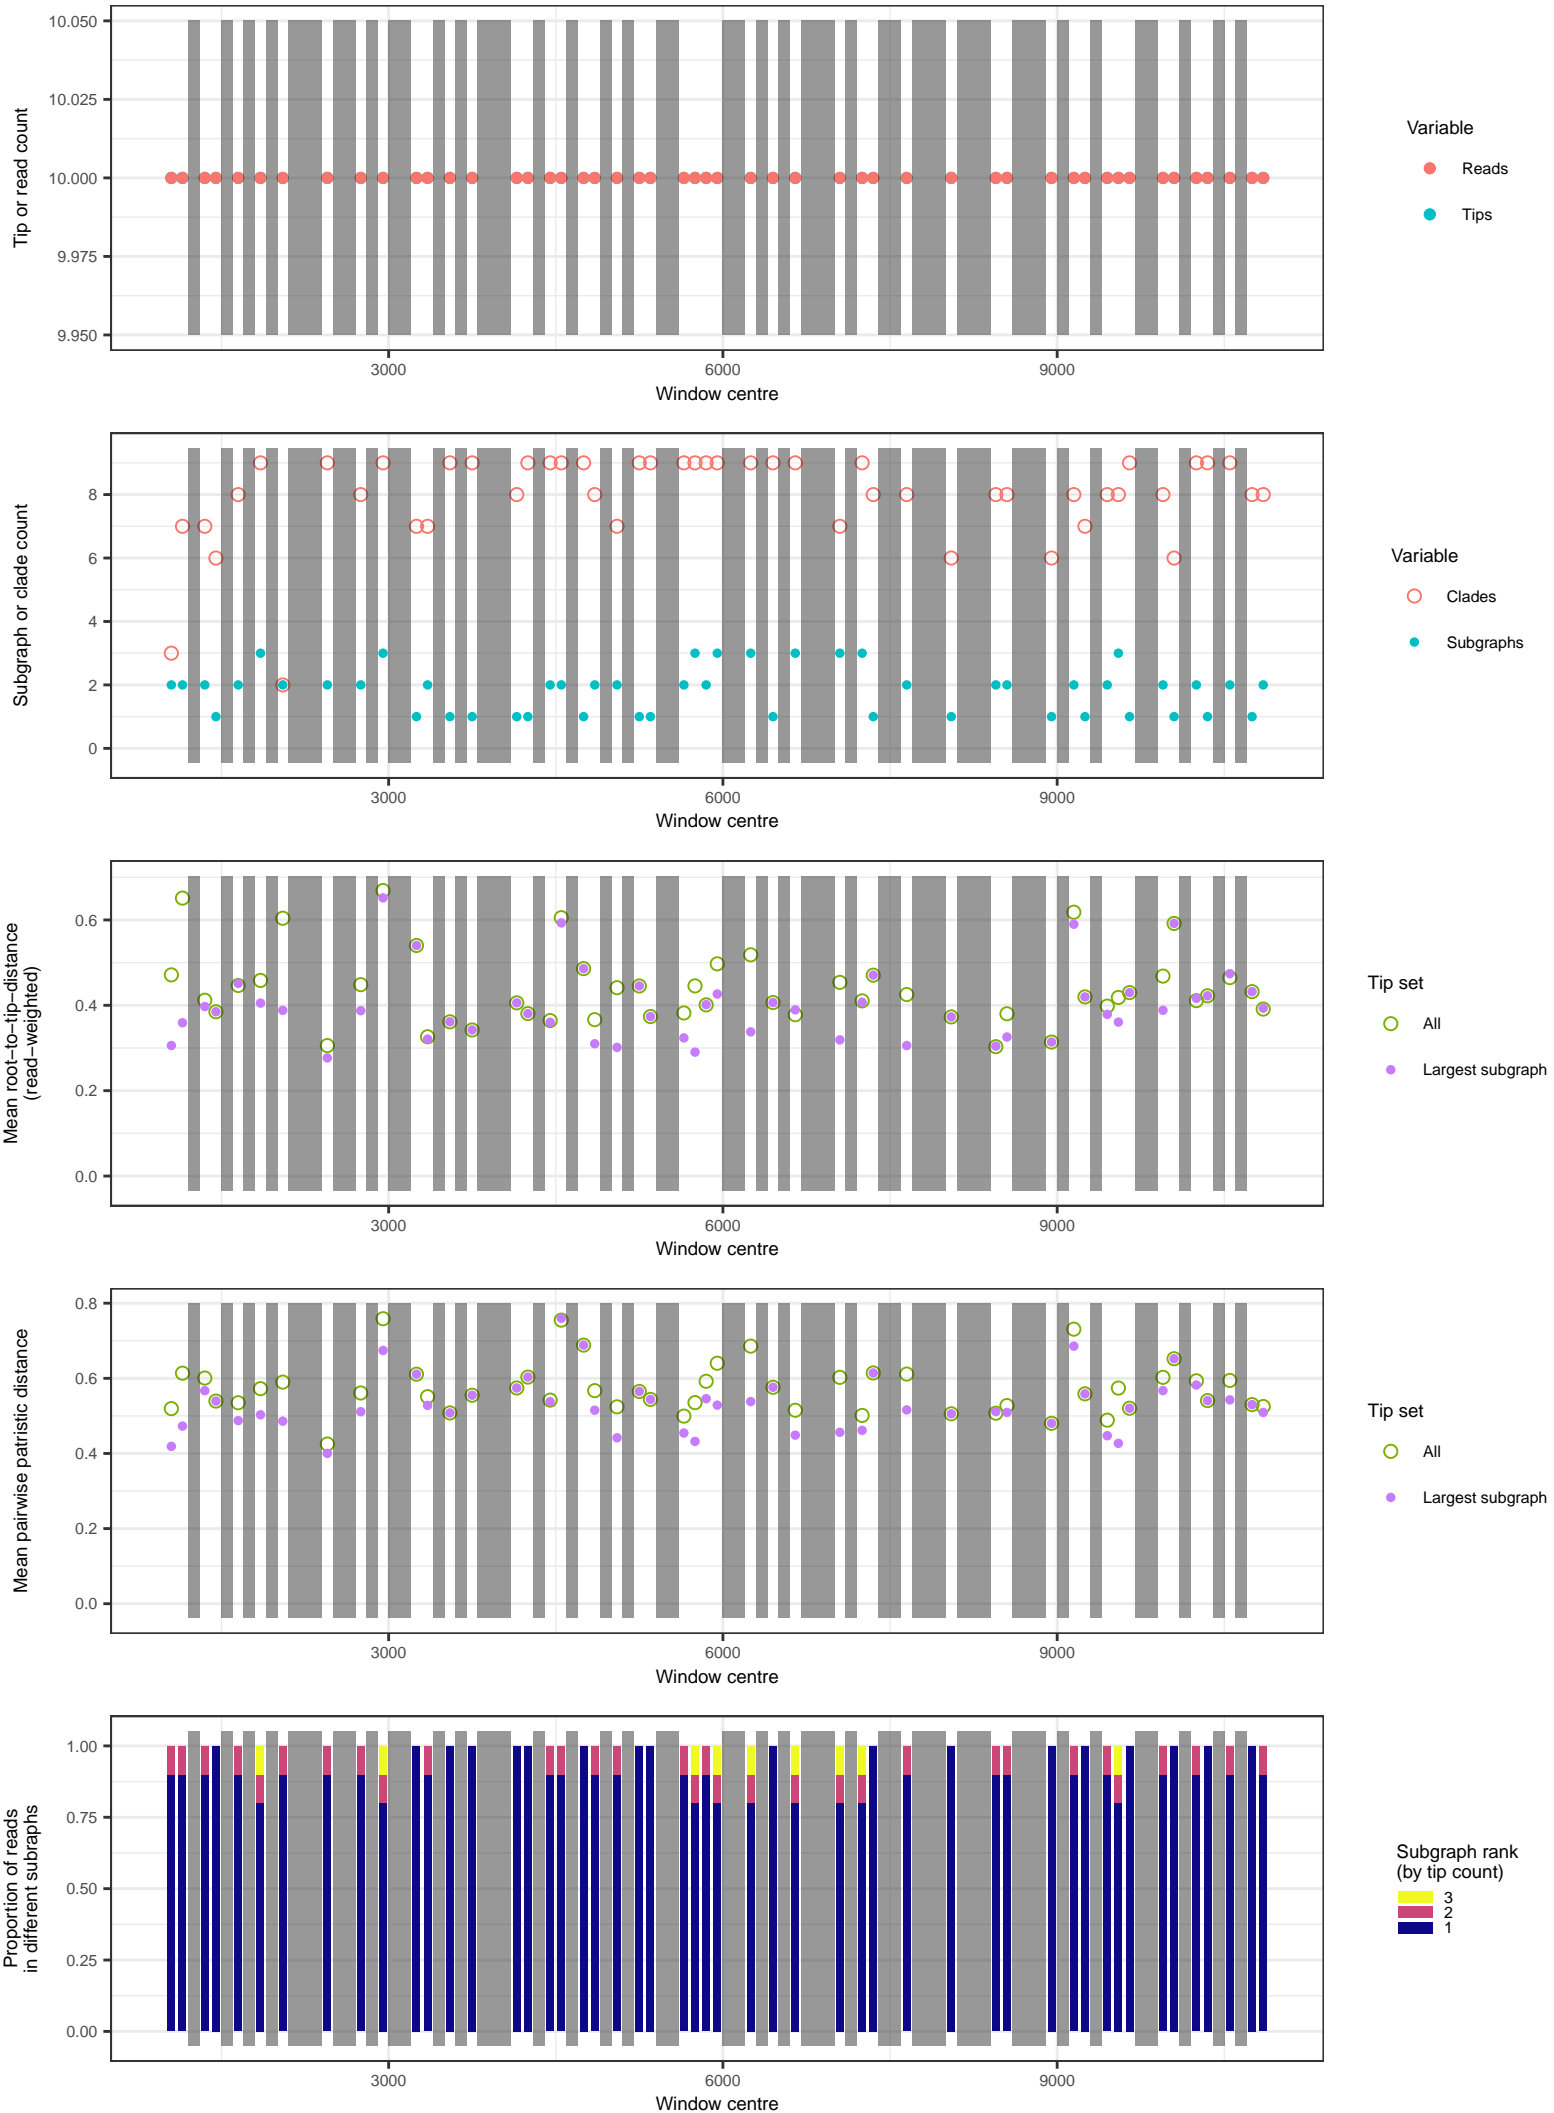 10.050
10.025
10.000
9.975
9.950
Tip or read count
3000
6000
9000
Window centre
Variable
Reads
Tips
8
6
4
2
0
Subgraph or clade count
3000
6000
9000
Window centre
Variable
Clades
Subgraphs
0.6
0.4
0.2
0.0
Mean root−to−tip−distance
(read−weighted)
3000
6000
9000
Window centre
Tip set
All
Largest subgraph
0.8
0.6
0.4
0.2
0.0
Mean pairwise patristic distance
3000
6000
9000
Window centre
Tip set
All
Largest subgraph
1.00
0.75
0.50
0.25
0.00
Proportion of reads
in different subraphs
3000
6000
9000
Window centre
Subgraph rank
(by tip count)
3
2
1